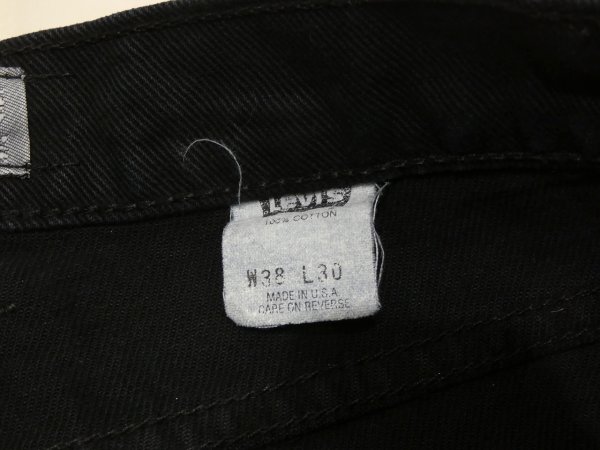 LEVI'S
100% COTTON
W38 L30
MADE IN U.S.A.
CARE ON REVERSE